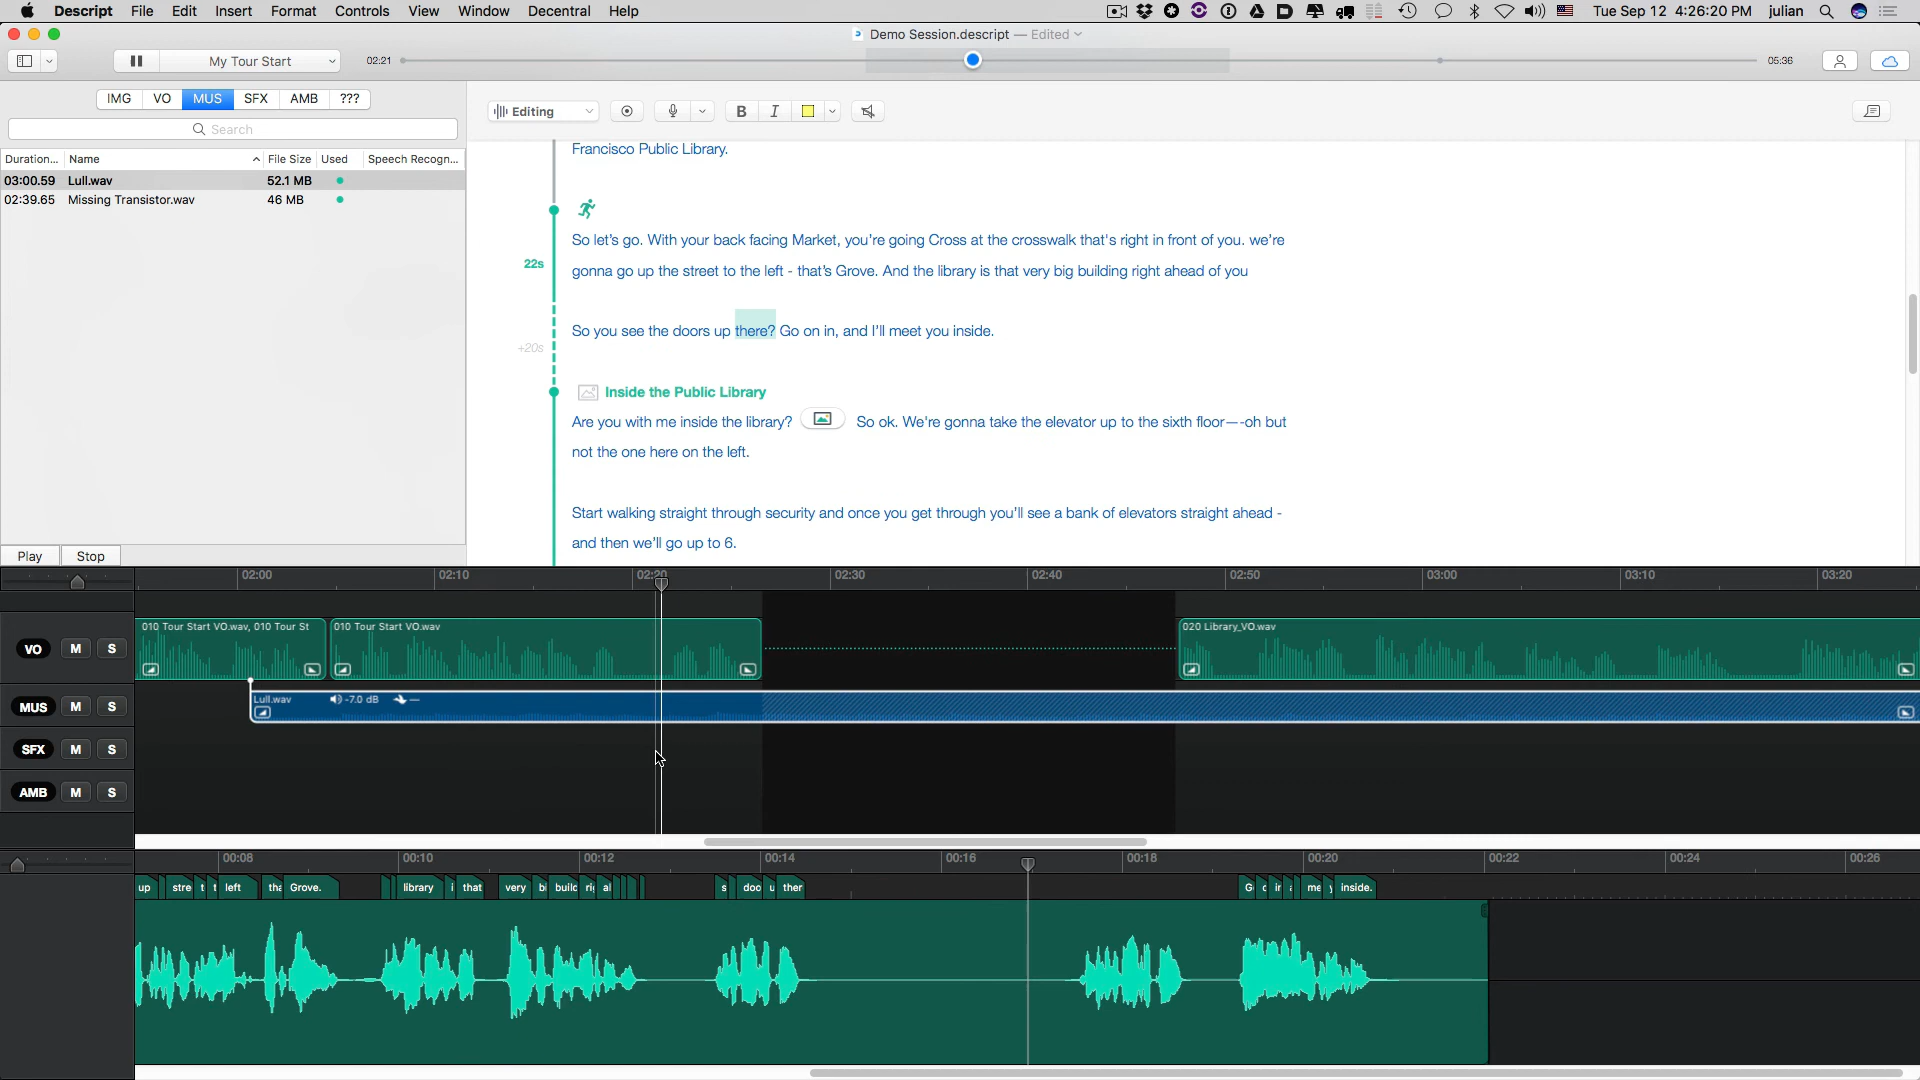 Descript File Edit Insert Format Controls View Window Decentral Help
Tue Sep 12 4:26:20 PM julian
Demo Session.descript — Edited
My Tour Start 02:21 05:36
IMG VO MUS SFX AMB ???
Search
Editing B I
Duration... Name File Size Used Speech Recogn...
03:00.59 Lull.wav 52.1 MB
02:39.65 Missing Transistor.wav 46 MB
Francisco Public Library.
So let's go. With your back facing Market, you're going Cross at the crosswalk that's right in front of you. we're
22s
gonna go up the street to the left - that's Grove. And the library is that very big building right ahead of you
So you see the doors up there? Go on in, and I'll meet you inside.
+20s
Inside the Public Library
Are you with me inside the library? So ok. We're gonna take the elevator up to the sixth floor—-oh but
not the one here on the left.
Start walking straight through security and once you get through you'll see a bank of elevators straight ahead -
and then we'll go up to 6.
Play Stop
02:00 02:10 02:20 02:30 02:40 02:50 03:00 03:10 03:20
010 Tour Start VO.wav, 010 Tour St 010 Tour Start VO.wav 020 Library_VO.wav
VO M S
Lull.wav -7.0 dB
MUS M S
SFX M S
AMB M S
00:08 00:10 00:12 00:14 00:16 00:18 00:20 00:22 00:24 00:26
up stre t t left tha Grove. library i that very bi builc ri al s doo u ther G c ir a me y inside.